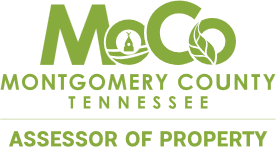 MoCo
MONTGOMERY COUNTY
TENNESSEE
ASSESSOR OF PROPERTY